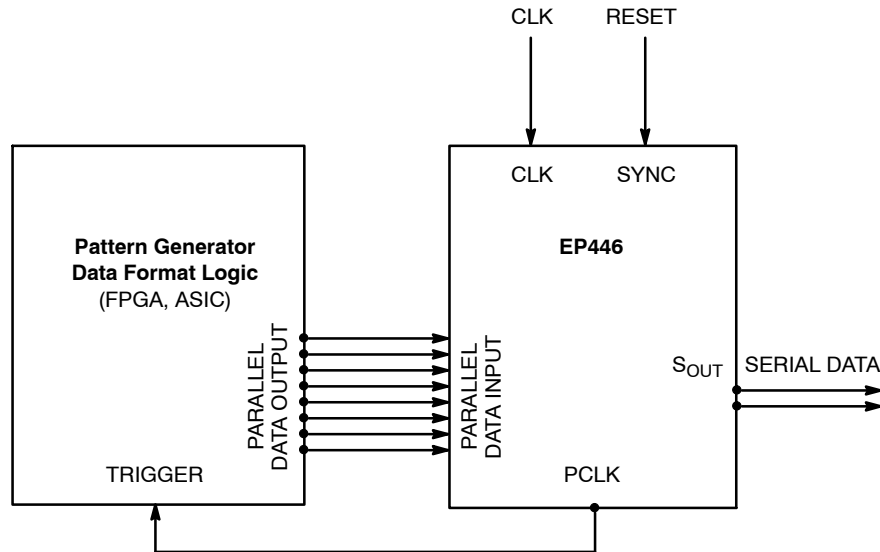 CLK
RESET
CLK
SYNC
Pattern Generator
Data Format Logic
(FPGA, ASIC)
EP446
PARALLEL
DATA OUTPUT
PARALLEL
DATA INPUT
SOUT
SERIAL DATA
TRIGGER
PCLK